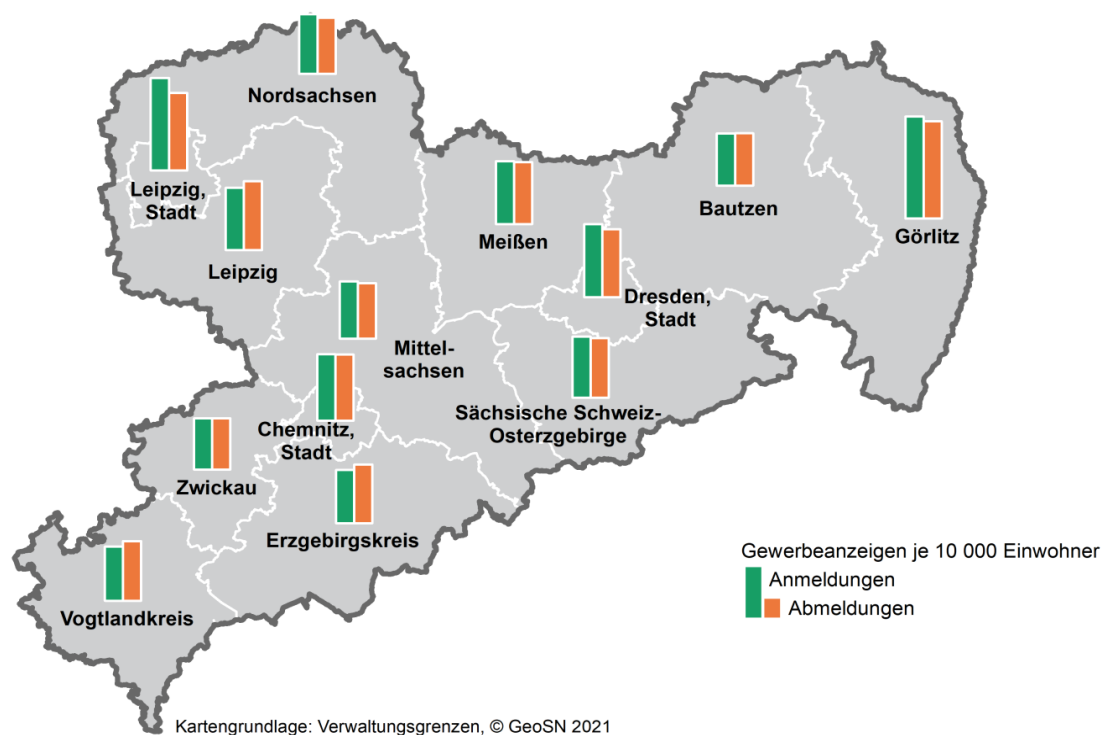 Nordsachsen
Leipzig,
Stadt
Leipzig
Meißen
Bautzen
Görlitz
Dresden,
Stadt
Mittel-
sachsen
Sächsische Schweiz-
Osterzgebirge
Chemnitz,
Stadt
Zwickau
Erzgebirgskreis
Vogtlandkreis
Gewerbeanzeigen je 10 000 Einwohner
Anmeldungen
Abmeldungen
Kartengrundlage: Verwaltungsgrenzen, © GeoSN 2021